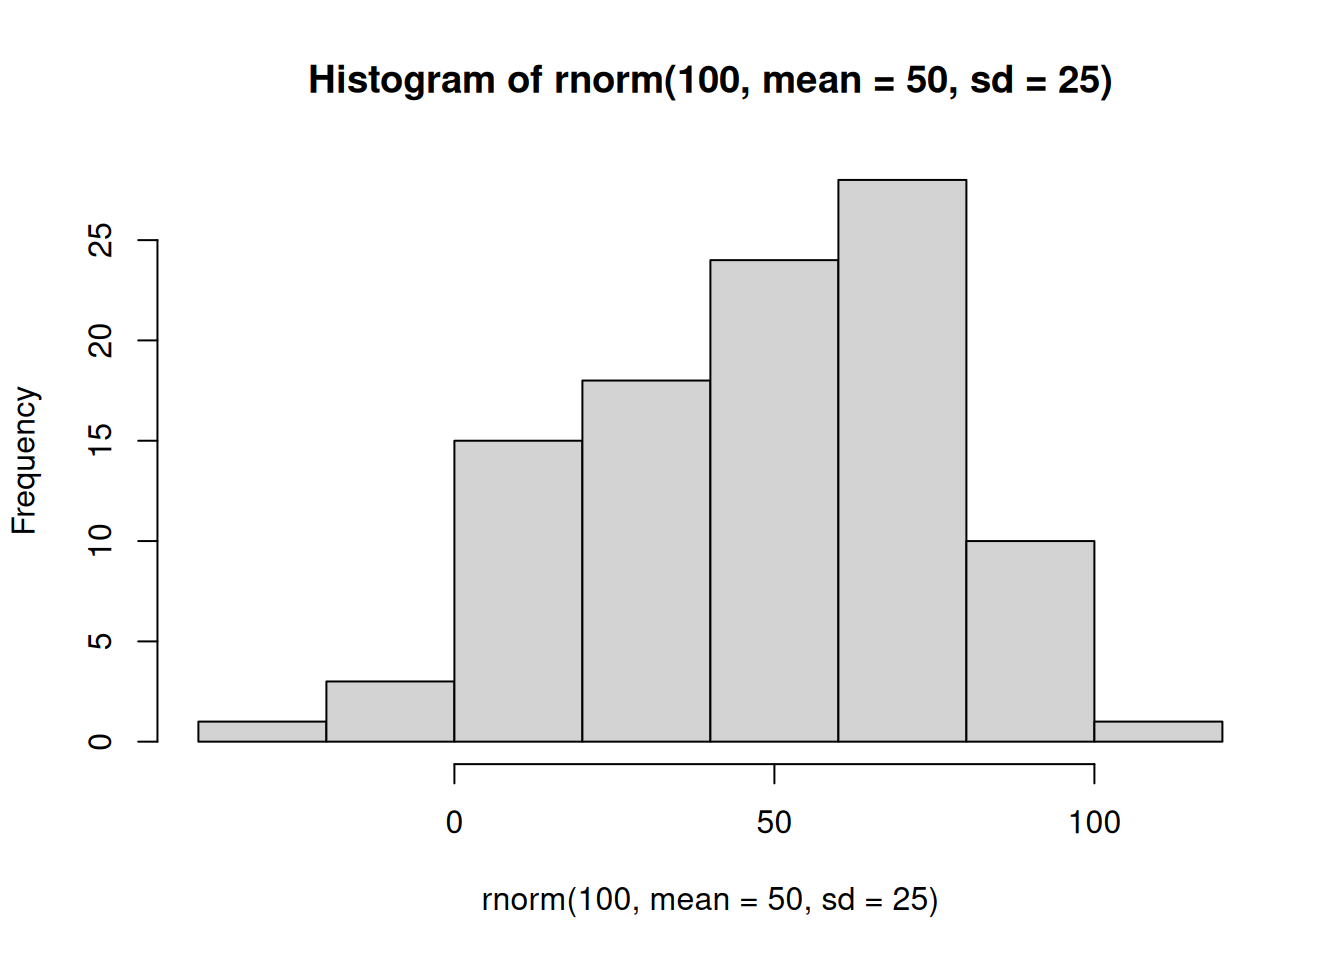 Histogram of rnorm(100, mean = 50, sd = 25)
Frequency
25
20
15
10
5
0
0 50 100
rnorm(100, mean = 50, sd = 25)